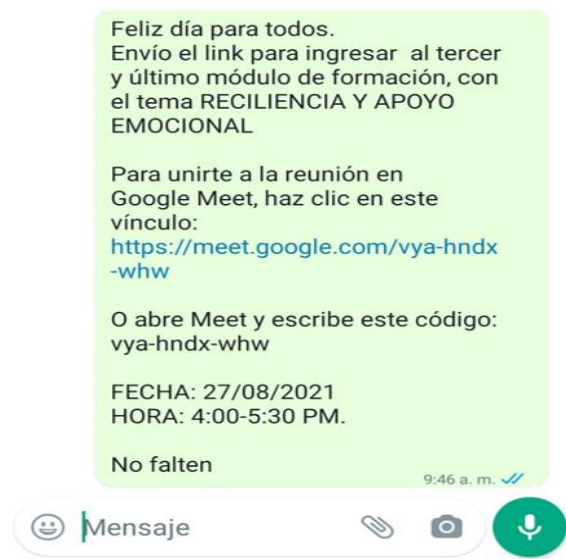 Feliz día para todos.
Envío el link para ingresar al tercer
y último módulo de formación, con
el tema RECILIENCIA Y APOYO
EMOCIONAL
Para unirte a la reunión en
Google Meet, haz clic en este
vínculo:
https://meet.google.com/vya-hndx
-whw
O abre Meet y escribe este código:
vya-hndx-whw
FECHA: 27/08/2021
HORA: 4:00-5:30 PM.
No falten
9:46 a. m.
Mensaje